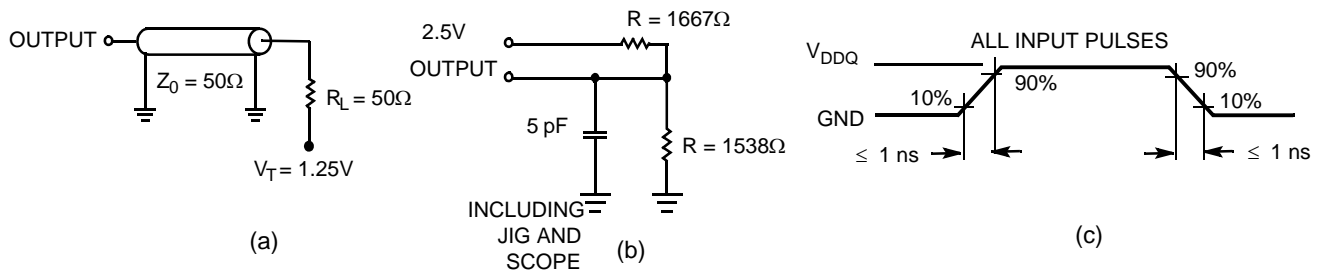 OUTPUT
Z0 = 50Ω
RL = 50Ω
VT = 1.25V
(a)
R = 1667Ω
2.5V
OUTPUT
5 pF
R = 1538Ω
INCLUDING
JIG AND
SCOPE
(b)
ALL INPUT PULSES
VDDQ
90%
90%
10%
10%
GND
≤ 1 ns
≤ 1 ns
(c)